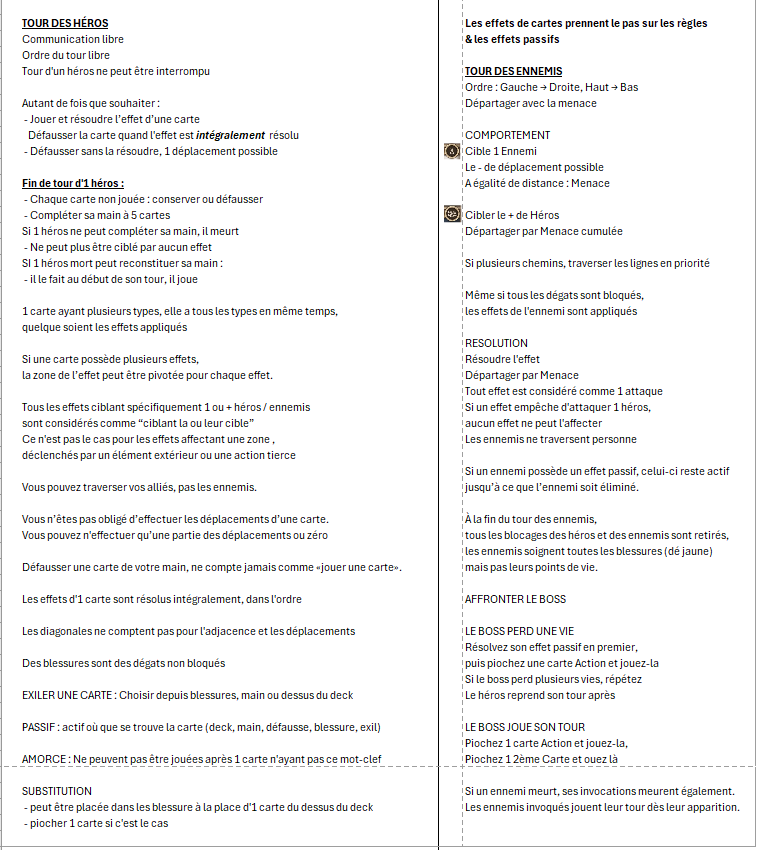 TOUR DES HÉROS
Communication libre
Ordre du tour libre
Tour d'un héros ne peut être interrompu
Autant de fois que souhaiter :
- Jouer et résoudre l'effet d'une carte
Défausser la carte quand l'effet est intégralement résolu
- Défausser sans la résoudre, 1 déplacement possible
Fin de tour d'1 héros :
- Chaque carte non jouée : conserver ou défausser
- Compléter sa main à 5 cartes
Si 1 héros ne peut compléter sa main, il meurt
- Ne peut plus être ciblé par aucun effet
SI 1 héros mort peut reconstituer sa main :
- il le fait au début de son tour, il joue
1 carte ayant plusieurs types, elle a tous les types en même temps,
quelque soient les effets appliqués
Si une carte possède plusieurs effets,
la zone de l'effet peut être pivotée pour chaque effet.
Tous les effets ciblant spécifiquement 1 ou + héros / ennemis
sont considérés comme “ciblant la ou leur cible”
Ce n'est pas le cas pour les effets affectant une zone ,
déclenchés par un élément extérieur ou une action tierce
Vous pouvez traverser vos alliés, pas les ennemis.
Vous n'êtes pas obligé d'effectuer les déplacements d'une carte.
Vous pouvez n'effectuer qu'une partie des déplacements ou zéro
Défausser une carte de votre main, ne compte jamais comme «jouer une carte».
Les effets d'1 carte sont résolus intégralement, dans l'ordre
Les diagonales ne comptent pas pour l'adjacence et les déplacements
Des blessures sont des dégats non bloqués
EXILER UNE CARTE : Choisir depuis blessures, main ou dessus du deck
PASSIF : actif où que se trouve la carte (deck, main, défausse, blessure, exil)
AMORCE : Ne peuvent pas être jouées après 1 carte n'ayant pas ce mot-clef
SUBSTITUTION
- peut être placée dans les blessure à la place d'1 carte du dessus du deck
- piocher 1 carte si c'est le cas
Les effets de cartes prennent le pas sur les règles
& les effets passifs
TOUR DES ENNEMIS
Ordre : Gauche → Droite, Haut → Bas
Départager avec la menace
COMPORTEMENT
Cible 1 Ennemi
Le - de déplacement possible
A égalité de distance : Menace
Cibler le + de Héros
Départager par Menace cumulée
Si plusieurs chemins, traverser les lignes en priorité
Même si tous les dégats sont bloqués,
les effets de l'ennemi sont appliqués
RESOLUTION
Résoudre l'effet
Départager par Menace
Tout effet est considéré comme 1 attaque
Si un effet empêche d'attaquer 1 héros,
aucun effet ne peut l'affecter
Les ennemis ne traversent personne
Si un ennemi possède un effet passif, celui-ci reste actif
jusqu'à ce que l'ennemi soit éliminé.
À la fin du tour des ennemis,
tous les blocages des héros et des ennemis sont retirés,
les ennemis soignent toutes les blessures (dé jaune)
mais pas leurs points de vie.
AFFRONTER LE BOSS
LE BOSS PERD UNE VIE
Résolvez son effet passif en premier,
puis piochez une carte Action et jouez-la
Si le boss perd plusieurs vies, répétez
Le héros reprend son tour après
LE BOSS JOUE SON TOUR
Piochez 1 carte Action et jouez-la,
Piochez 1 2ème Carte et ouez là
Si un ennemi meurt, ses invocations meurent également.
Les ennemis invoqués jouent leur tour dès leur apparition.